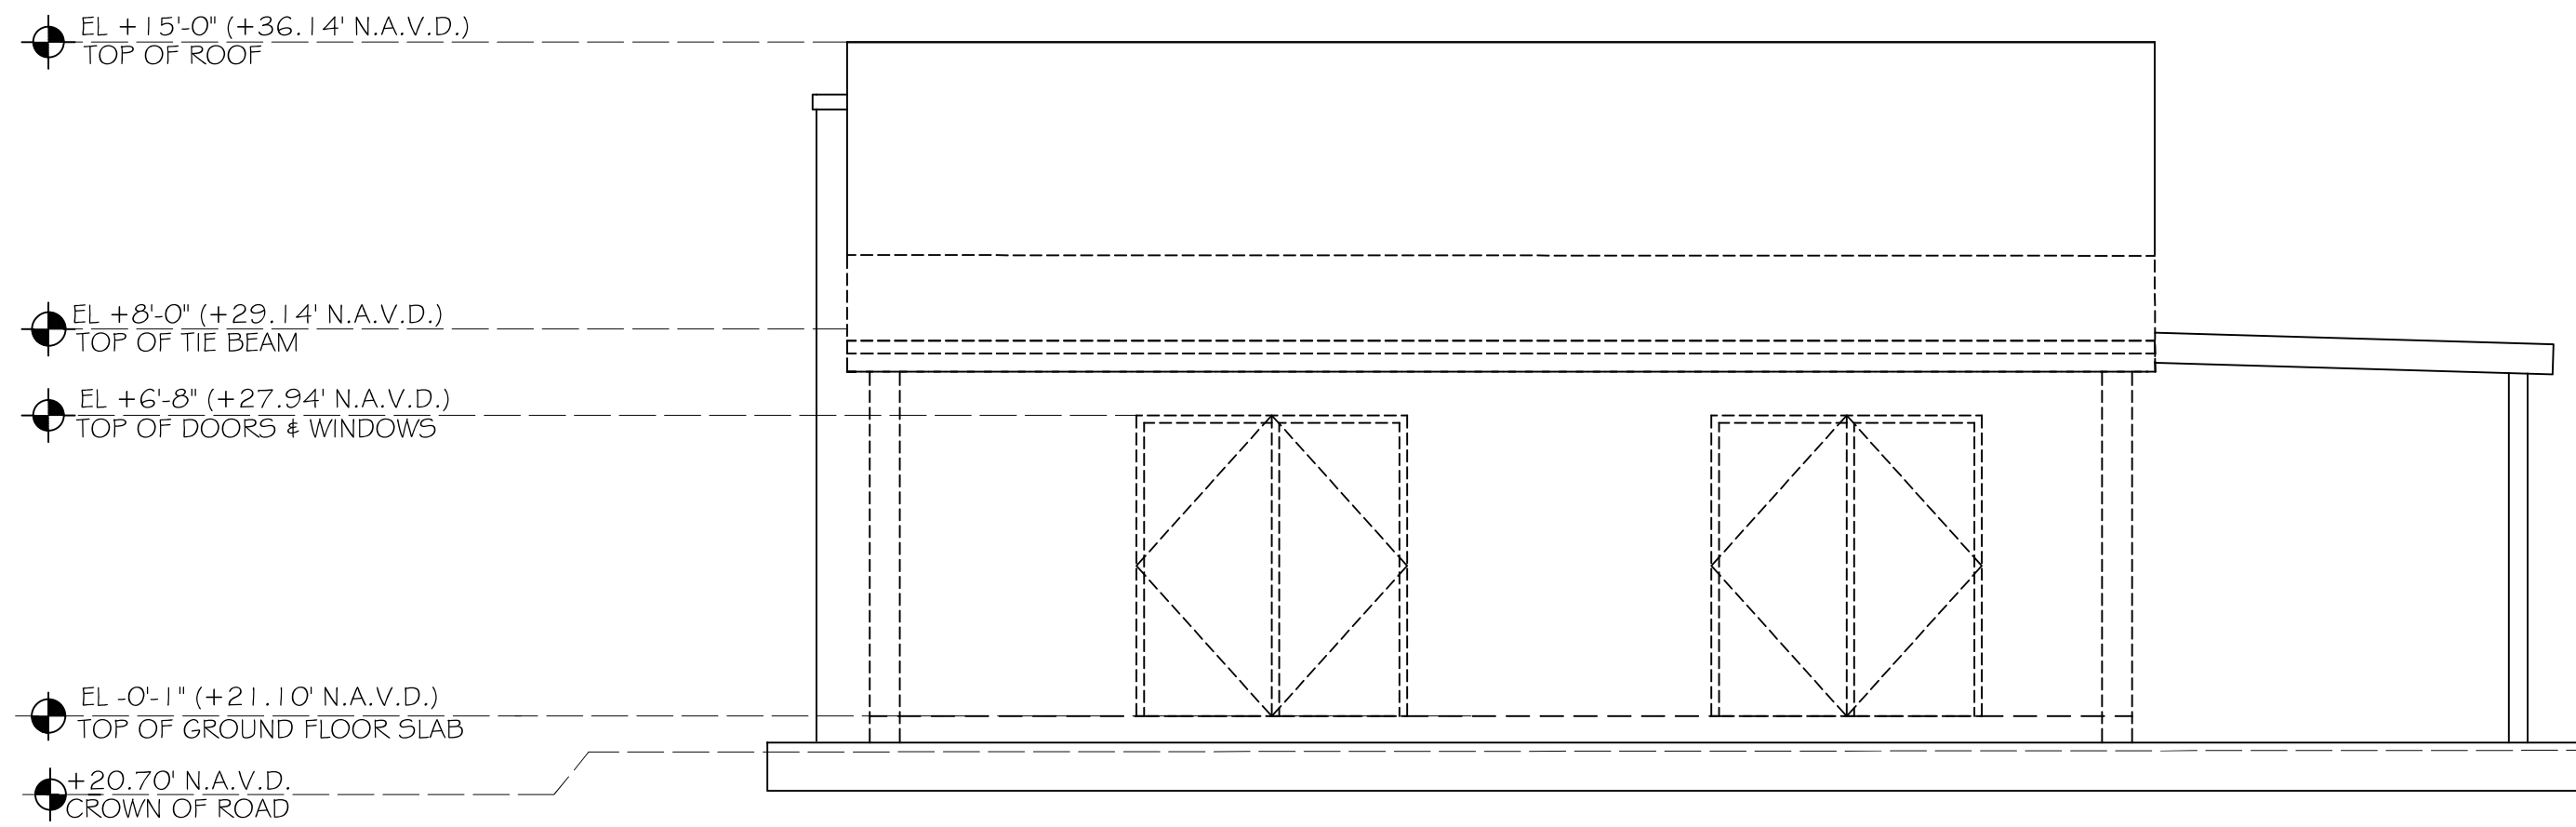 EL +15'-0" (+36.14' N.A.V.D.)
TOP OF ROOF
EL +8'-0" (+29.14' N.A.V.D.)
TOP OF TIE BEAM
EL +6'-8" (+27.94' N.A.V.D.)
TOP OF DOORS & WINDOWS
EL -0'-1" (+21.10' N.A.V.D.)
TOP OF GROUND FLOOR SLAB
+20.70' N.A.V.D.
CROWN OF ROAD